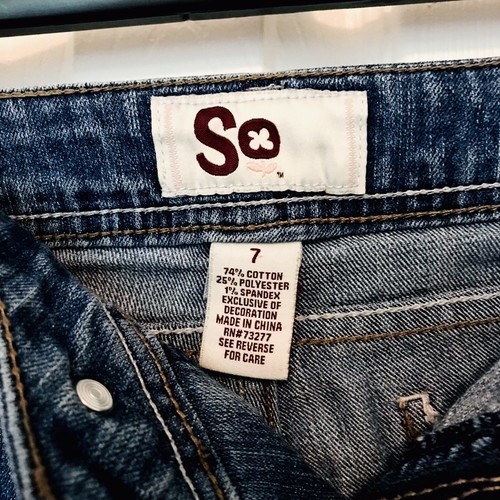 So
TM
7
74% COTTON
25% POLYESTER
1% SPANDEX
EXCLUSIVE OF
DECORATION
MADE IN CHINA
RN#73277
SEE REVERSE
FOR CARE